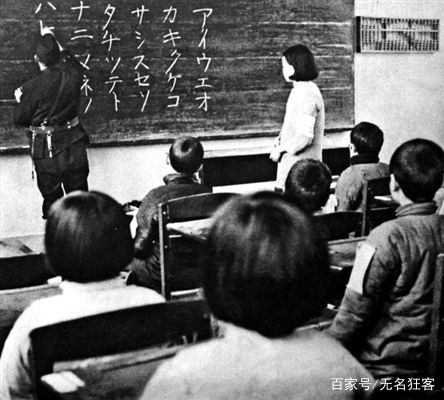 アイウエオ
カキクケコ
サシスセソ
タチツテト
ナニヌネノ
ハ
百家号/无名狂客